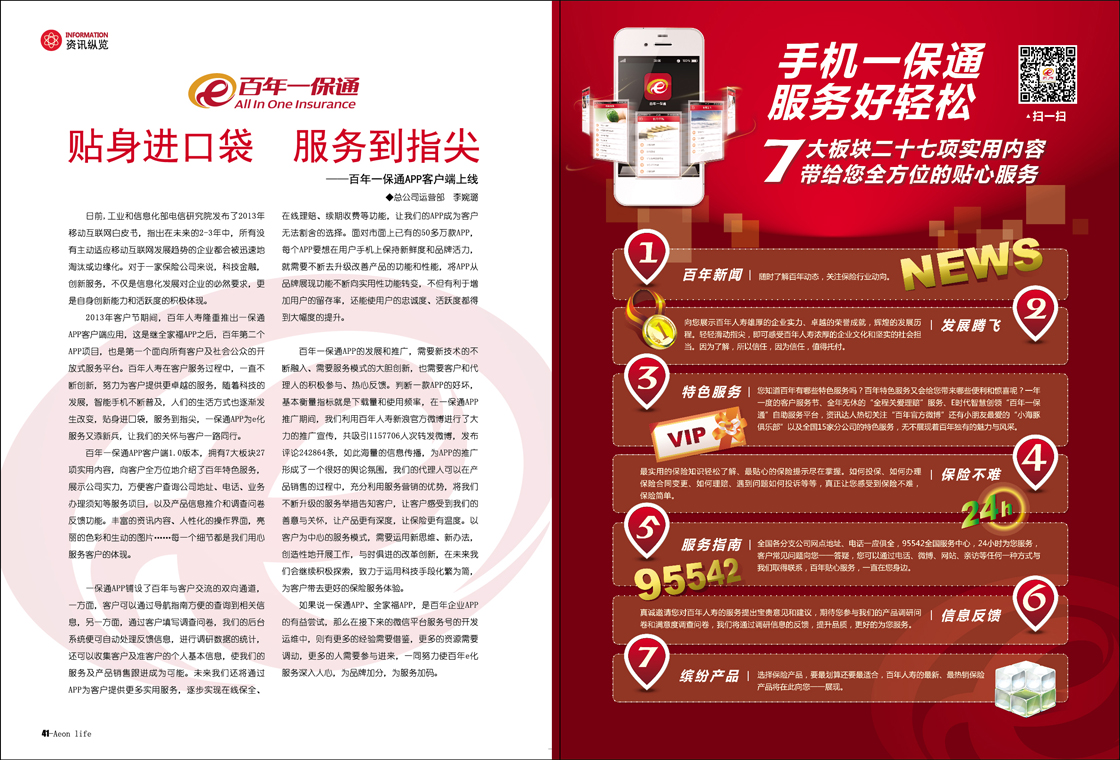 INFORMATION
资讯纵览
百年一保通
All In One Insurance
贴身进口袋 服务到指尖
——百年一保通APP客户端上线
◆总公司运营部 李婉璐
日前,工业和信息化部电信研究院发布了2013年
移动互联网白皮书，指出在未来的2-3年中，所有没
有主动适应移动互联网发展趋势的企业都会被迅速地
淘汰或边缘化。对于一家保险公司来说，科技金融，
创新服务，不仅是信息化发展对企业的必然要求，更
是自身创新能力和活跃度的积极体现。
2013年客户节期间，百年人寿隆重推出一保通
APP客户端应用，这是继全家福APP之后，百年第二个
APP项目，也是第一个面向所有客户及社会公众的开
放式服务平台。百年人寿在客户服务过程中，一直不
断创新，努力为客户提供更卓越的服务，随着科技的
发展，智能手机不断普及，人们的生活方式也逐渐发
生改变，贴身进口袋，服务到指尖，一保通APP为e化
服务又添新兵，让我们的关怀与客户一路同行。
百年一保通APP客户端1.0版本，拥有7大板块27
项实用内容，向客户全方位地介绍了百年特色服务，
展示公司实力，方便客户查询公司地址、电话、业务
办理须知等服务项目，以及产品信息推介和调查问卷
反馈功能。丰富的资讯内容、人性化的操作界面，亮
丽的色彩和生动的图片……每一个细节都是我们用心
服务客户的体现。
一保通APP铺设了百年与客户交流的双向通道，
一方面，客户可以通过导航指南方便的查询到相关信
息，另一方面，通过客户填写调查问卷，我们的后台
系统便可自动处理反馈信息，进行调研数据的统计，
还可以收集客户及准客户的个人基本信息，使我们的
服务及产品销售跟进成为可能。未来我们还将通过
APP为客户提供更多实用服务，逐步实现在线保全、
在线理赔、续期收费等功能，让我们的APP成为客户
无法割舍的选择。面对市面上已有的50多万款APP，
每个APP要想在用户手机上保持新鲜度和品牌活力，
就需要不断去升级改善产品的功能和性能，将APP从
品牌展现功能不断向实用性功能转变，不但有利于增
加用户的留存率，还能使用户的忠诚度、活跃度都得
到大幅度的提升。
百年一保通APP的发展和推广，需要新技术的不
断融入、需要服务模式的大胆创新，也需要客户和代
理人的积极参与、热心反馈。判断一款APP的好坏，
基本衡量指标就是下载量和使用频率，在一保通APP
推广期间，我们利用百年人寿新浪官方微博进行了大
力的推广宣传，共吸引1157706人次转发微博，发布
评论242864条，如此海量的信息传播，为APP的推广
形成了一个很好的舆论氛围，我们的代理人可以在产
品销售的过程中，充分利用服务营销的优势，将我们
不断升级的服务举措告知客户，让客户感受到我们的
善意与关怀，让产品更有深度，让保险更有温度。以
客户为中心的服务模式，需要运用新思维、新办法，
创造性地开展工作，与时俱进的改革创新，在未来我
们会继续积极探索，致力于运用科技手段化繁为简，
为客户带去更好的保险服务体验。
如果说一保通APP、全家福APP，是百年企业APP
的有益尝试，那么在接下来的微信平台服务号的开发
运维中，则有更多的经验需要借鉴，更多的资源需要
调动，更多的人需要参与进来，一同努力使百年e化
服务深入人心，为品牌加分，为服务加码。
41-Aeon life
手机一保通
服务好轻松
▲扫一扫
7大板块二十七项实用内容
带给您全方位的贴心服务
1
百年新闻
随时了解百年动态，关注保险行业动向。
NEWS
2
向您展示百年人寿雄厚的企业实力、卓越的荣誉成就，辉煌的发展历
程。轻轻滑动指尖，即可感受百年人寿浓厚的企业文化和坚实的社会担
当。因为了解，所以信任，因为信任，值得托付。
发展腾飞
3
特色服务
您知道百年有哪些特色服务吗？百年特色服务又会给您带来哪些便利和惊喜呢？一年
一度的客户服务节、全年无休的“全程关爱理赔”服务、E时代智慧创领“百年一保
通”自助服务平台，资讯达人热切关注“百年官方微博”还有小朋友最爱的“小海豚
俱乐部”以及全国15家分公司的特色服务，无不展现着百年独有的魅力与风采。
VIP
4
最实用的保险知识轻松了解、最贴心的保险提示尽在掌握。如何投保、如何办理
保险合同变更、如何理赔、遇到问题如何投诉等等，真正让您感受到保险不难，
保险简单。
保险不难
24h
5
服务指南
全国各分支公司网点地址、电话一应俱全，95542全国服务中心，24小时为您服务，
客户常见问题向您一一答疑，您可以通过电话、微博、网站、亲访等任何一种方式与
我们取得联系，百年贴心服务，一直在您身边。
95542
6
真诚邀请您对百年人寿的服务提出宝贵意见和建议，期待您参与我们的产品调研问
卷和满意度调查问卷，我们将通过调研信息的反馈，提升品质，更好的为您服务。
信息反馈
7
缤纷产品
选择保险产品，要最划算还要最适合，百年人寿的最新、最热销保险
产品将在此向您一一展现。